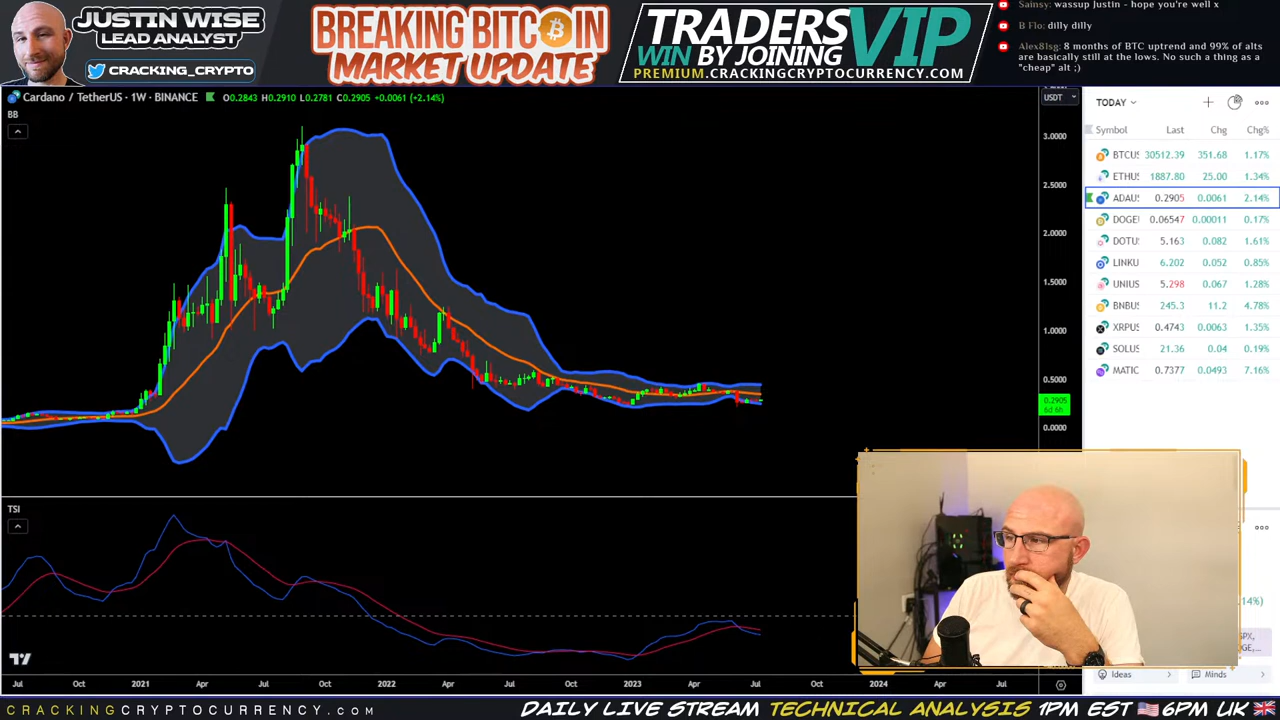 JUSTIN WISE
LEAD ANALYST
CRACKING_CRYPTO
BREAKING BITCOIN
MARKET UPDATE
TRADERS VIP
WIN BY JOINING
PREMIUM.CRACKINGCRYPTOCURRENCY.COM
Sainsy: wassup Justin - hope you're well x
B Flo: dilly dilly
Alex8lsg: 8 months of BTC uptrend and 99% of alts
are basically still at the lows. No such a thing as a
"cheap" alt ;)
Cardano / TetherUS · 1W · BINANCE O0.2843 H0.2910 L0.2781 C0.2905 +0.0061 (+2.14%)
BB
USDT
3.0000
2.5000
2.0000
1.5000
1.0000
0.5000
0.2905
6d 6h
0.0000
TODAY
Symbol Last Chg Chg%
BTCUS 30512.39 351.68 1.17%
ETHUS 1887.80 25.00 1.34%
ADAUS 0.2905 0.0061 2.14%
DOGE 0.06547 0.00011 0.17%
DOTUS 5.163 0.082 1.61%
LINKU 6.202 0.052 0.85%
UNIUS 5.298 0.067 1.28%
BNBUS 245.3 11.2 4.78%
XRPUS 0.4743 0.0063 1.35%
SOLUS 21.36 0.04 0.19%
MATIC 0.7377 0.0493 7.16%
TSI
14%)
Ideas
Minds
Jul Oct 2021 Apr Jul Oct 2022 Apr Jul Oct 2023 Apr Jul Oct 2024 Apr Jul
CRACKINGCRYPTOCURRENCY.COM
DAILY LIVE STREAM TECHNICAL ANALYSIS 1PM EST 6PM UK